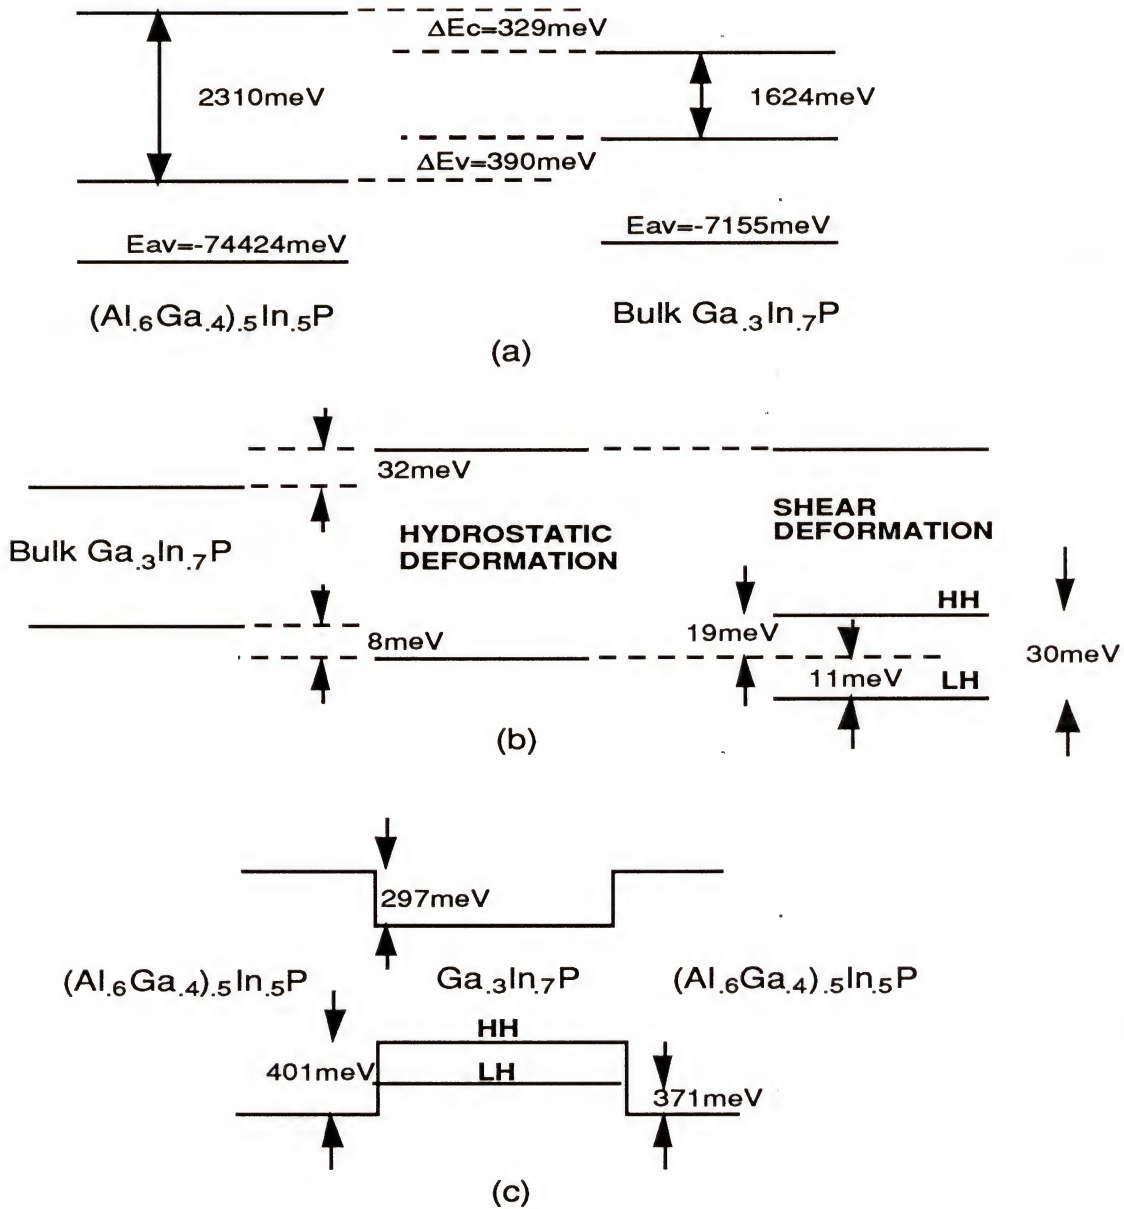 ΔEc=329meV
2310meV
1624meV
ΔEv=390meV
Eav=-74424meV
Eav=-7155meV
(Al.6Ga.4).5In.5P
Bulk Ga.3In.7P
(a)
32meV
Bulk Ga.3In.7P
HYDROSTATIC
DEFORMATION
SHEAR
DEFORMATION
HH
8meV
19meV
11meV
LH
30meV
(b)
297meV
(Al.6Ga.4).5In.5P
Ga.3In.7P
(Al.6Ga.4).5In.5P
HH
401meV
LH
371meV
(c)